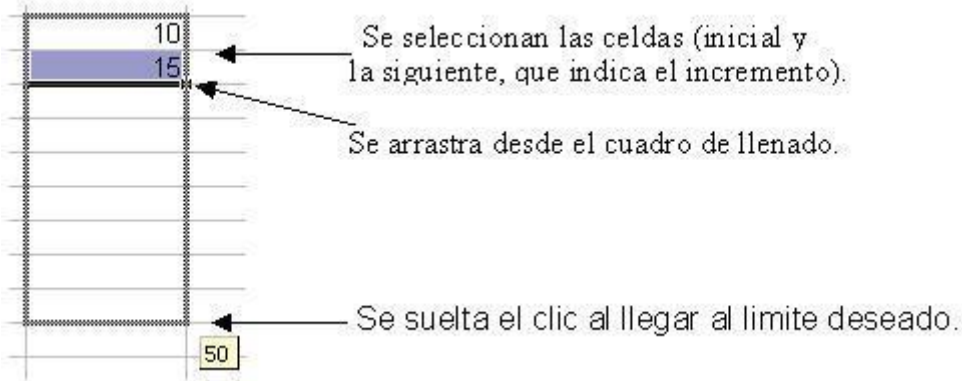 10
15
Se seleccionan las celdas (inicial y
la siguiente, que indica el incremento).
Se arrastra desde el cuadro de llenado.
Se suelta el clic al llegar al limite deseado.
50